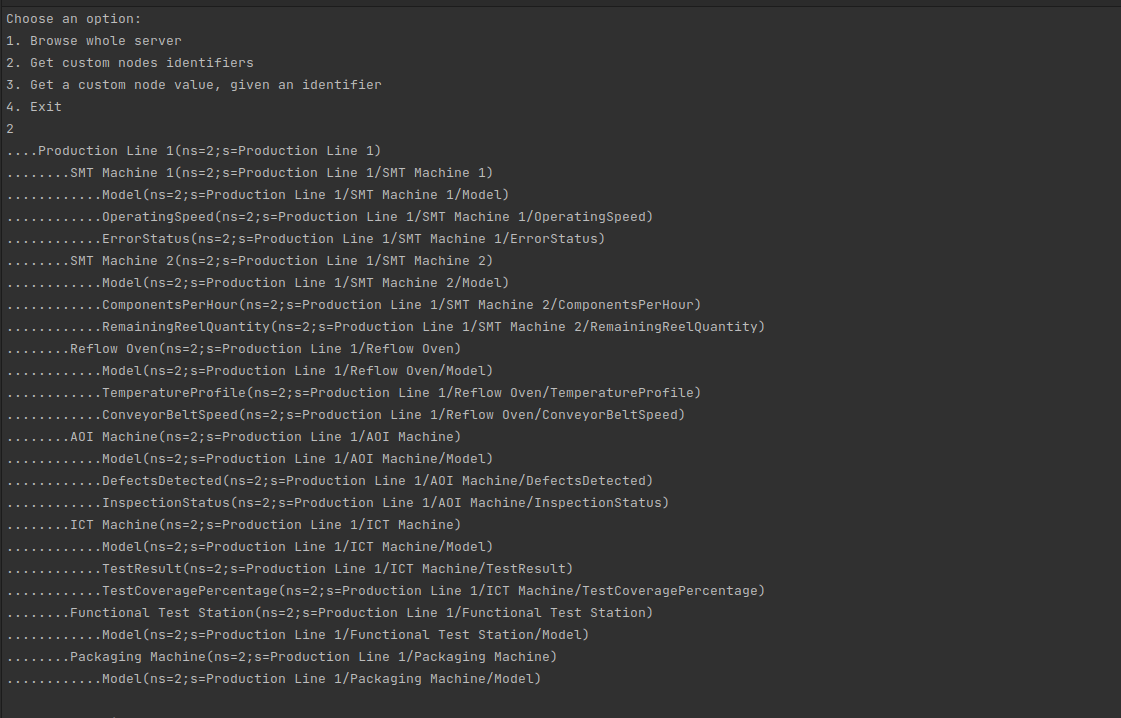 Choose an option:
1. Browse whole server
2. Get custom nodes identifiers
3. Get a custom node value, given an identifier
4. Exit
2
....Production Line 1(ns=2;s=Production Line 1)
........SMT Machine 1(ns=2;s=Production Line 1/SMT Machine 1)
............Model(ns=2;s=Production Line 1/SMT Machine 1/Model)
............OperatingSpeed(ns=2;s=Production Line 1/SMT Machine 1/OperatingSpeed)
............ErrorStatus(ns=2;s=Production Line 1/SMT Machine 1/ErrorStatus)
........SMT Machine 2(ns=2;s=Production Line 1/SMT Machine 2)
............Model(ns=2;s=Production Line 1/SMT Machine 2/Model)
............ComponentsPerHour(ns=2;s=Production Line 1/SMT Machine 2/ComponentsPerHour)
............RemainingReelQuantity(ns=2;s=Production Line 1/SMT Machine 2/RemainingReelQuantity)
........Reflow Oven(ns=2;s=Production Line 1/Reflow Oven)
............Model(ns=2;s=Production Line 1/Reflow Oven/Model)
............TemperatureProfile(ns=2;s=Production Line 1/Reflow Oven/TemperatureProfile)
............ConveyorBeltSpeed(ns=2;s=Production Line 1/Reflow Oven/ConveyorBeltSpeed)
........AOI Machine(ns=2;s=Production Line 1/AOI Machine)
............Model(ns=2;s=Production Line 1/AOI Machine/Model)
............DefectsDetected(ns=2;s=Production Line 1/AOI Machine/DefectsDetected)
............InspectionStatus(ns=2;s=Production Line 1/AOI Machine/InspectionStatus)
........ICT Machine(ns=2;s=Production Line 1/ICT Machine)
............Model(ns=2;s=Production Line 1/ICT Machine/Model)
............TestResult(ns=2;s=Production Line 1/ICT Machine/TestResult)
............TestCoveragePercentage(ns=2;s=Production Line 1/ICT Machine/TestCoveragePercentage)
........Functional Test Station(ns=2;s=Production Line 1/Functional Test Station)
............Model(ns=2;s=Production Line 1/Functional Test Station/Model)
........Packaging Machine(ns=2;s=Production Line 1/Packaging Machine)
............Model(ns=2;s=Production Line 1/Packaging Machine/Model)